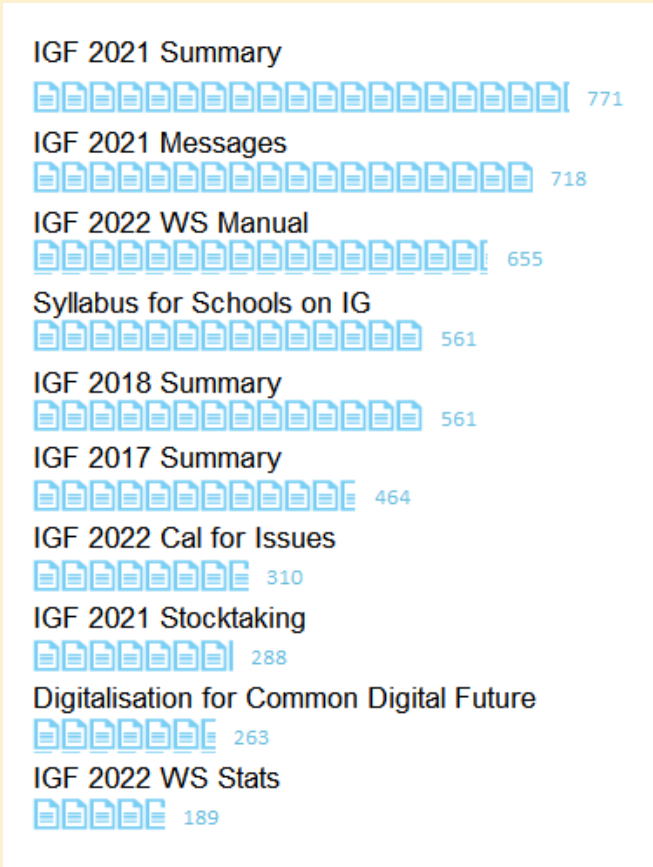 IGF 2021 Summary
771
IGF 2021 Messages
718
IGF 2022 WS Manual
655
Syllabus for Schools on IG
561
IGF 2018 Summary
561
IGF 2017 Summary
464
IGF 2022 Cal for Issues
310
IGF 2021 Stocktaking
288
Digitalisation for Common Digital Future
263
IGF 2022 WS Stats
189